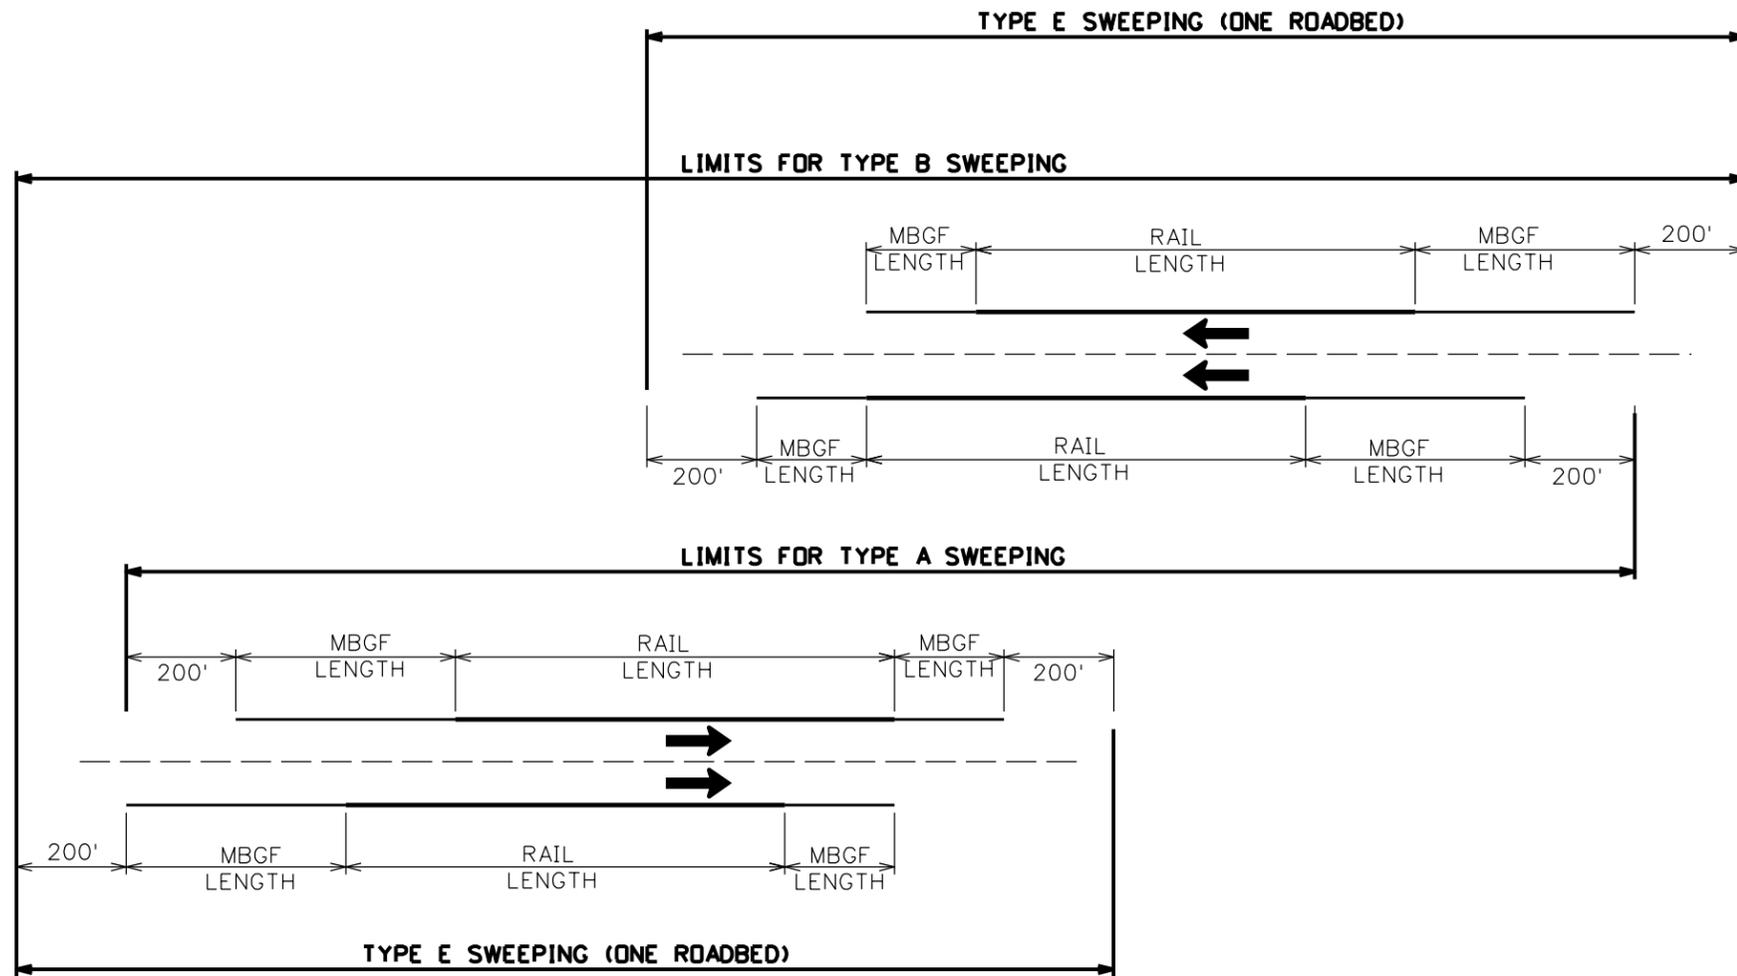 TYPE E SWEEPING (ONE ROADBED)
LIMITS FOR TYPE B SWEEPING
MBGF LENGTH
RAIL LENGTH
MBGF LENGTH
200'
200'
MBGF LENGTH
RAIL LENGTH
MBGF LENGTH
200'
LIMITS FOR TYPE A SWEEPING
200'
MBGF LENGTH
RAIL LENGTH
MBGF LENGTH
200'
200'
MBGF LENGTH
RAIL LENGTH
MBGF LENGTH
TYPE E SWEEPING (ONE ROADBED)